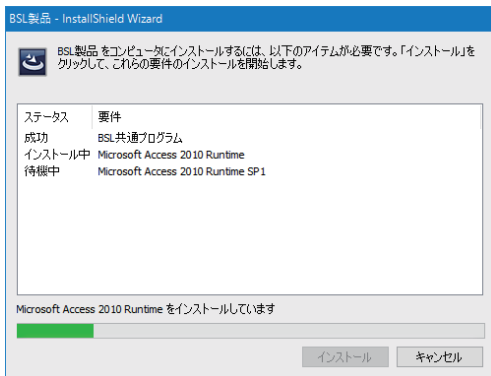 BSL製品 - InstallShield Wizard
BSL製品 をコンピュータにインストールするには、以下のアイテムが必要です。「インストール」を
クリックして、これらの要件のインストールを開始します。
ステータス 要件
成功 BSL共通プログラム
インストール中 Microsoft Access 2010 Runtime
待機中 Microsoft Access 2010 Runtime SP1
Microsoft Access 2010 Runtime をインストールしています
インストール キャンセル